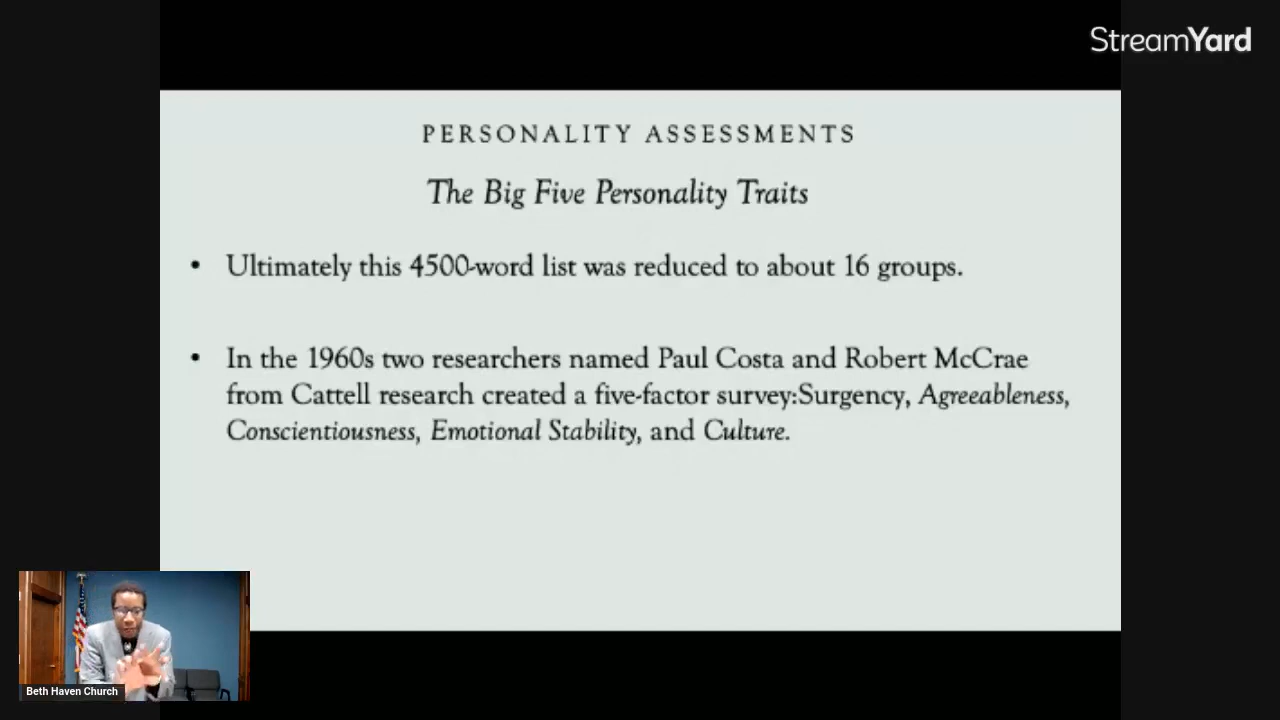 StreamYard
PERSONALITY ASSESSMENTS
The Big Five Personality Traits
• Ultimately this 4500-word list was reduced to about 16 groups.
• In the 1960s two researchers named Paul Costa and Robert McCrae
from Cattell research created a five-factor survey:Surgency, Agreeableness,
Conscientiousness, Emotional Stability, and Culture.
Beth Haven Church